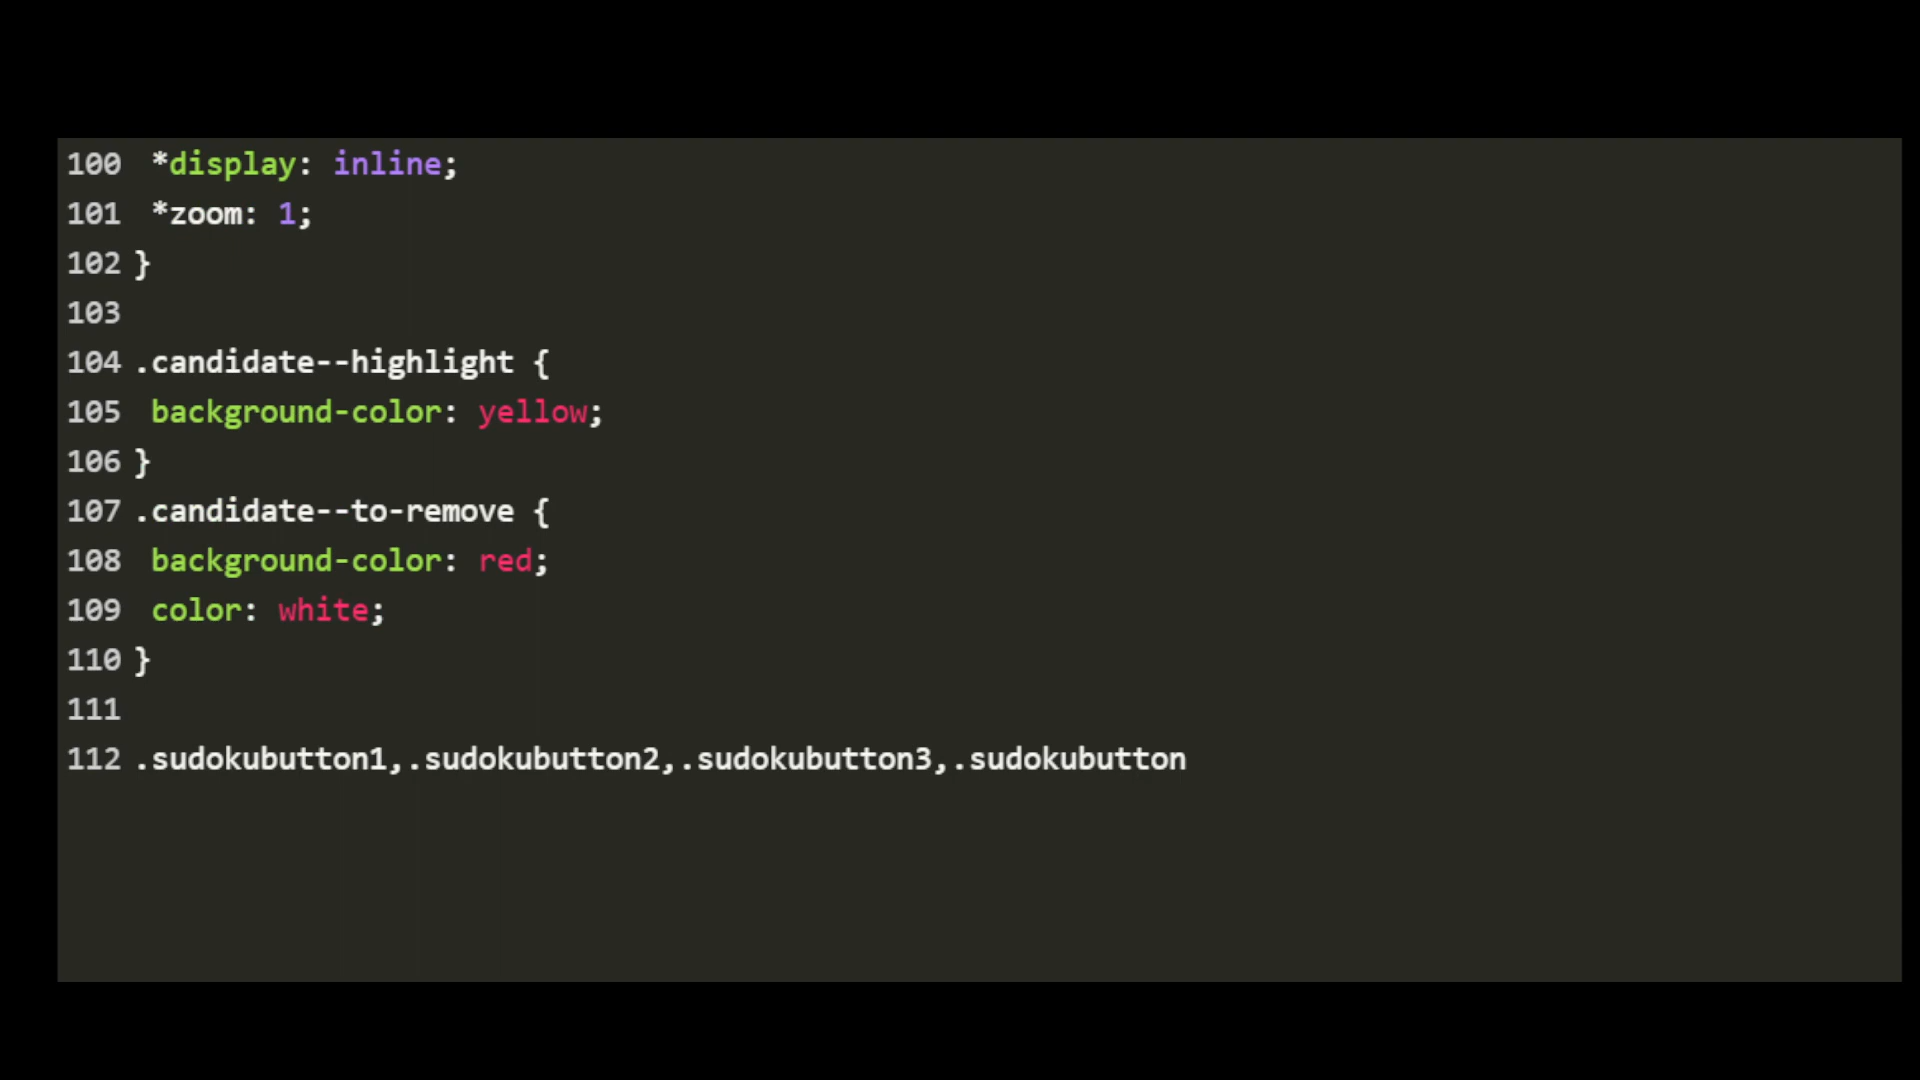 100 *display: inline;
101 *zoom: 1;
102 }
103
104 .candidate--highlight {
105 background-color: yellow;
106 }
107 .candidate--to-remove {
108 background-color: red;
109 color: white;
110 }
111
112 .sudokubutton1,.sudokubutton2,.sudokubutton3,.sudokubutton